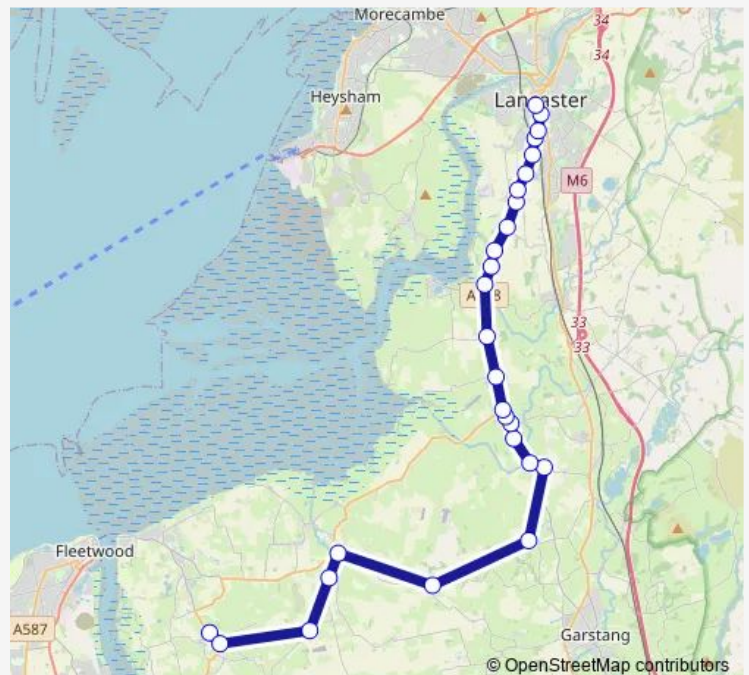 Morecambe
34
34
Heysham
Lancaster
M6
33
33
Fleetwood
A587
Garstang
© OpenStreetMap contributors